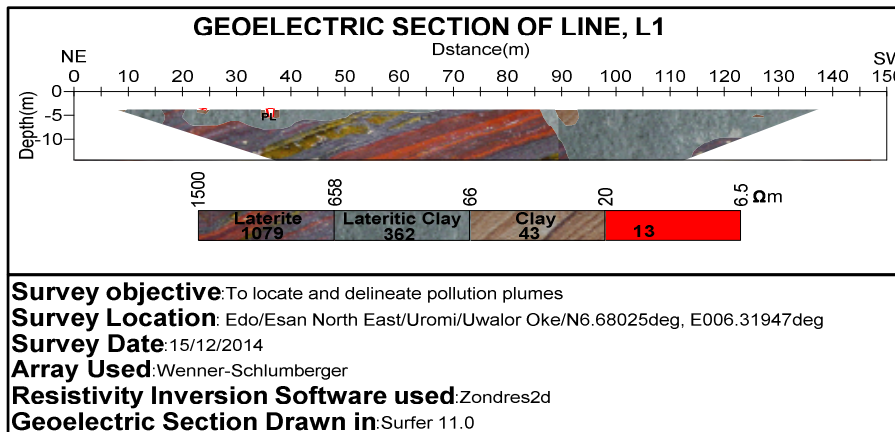 GEOELECTRIC SECTION OF LINE, L1
Dstance(m)
NE SW
0 10 20 30 40 50 60 70 80 90 100 110 120 130 140 150
Depth(m)
0
-5
-10
PL
1500 658 66 20 6.5 Ωm
Laterite Lateritic Clay Clay
1079 362 43 13
Survey objective:To locate and delineate pollution plumes
Survey Location: Edo/Esan North East/Uromi/Uwalor Oke/N6.68025deg, E006.31947deg
Survey Date:15/12/2014
Array Used:Wenner-Schlumberger
Resistivity Inversion Software used:Zondres2d
Geoelectric Section Drawn in:Surfer 11.0